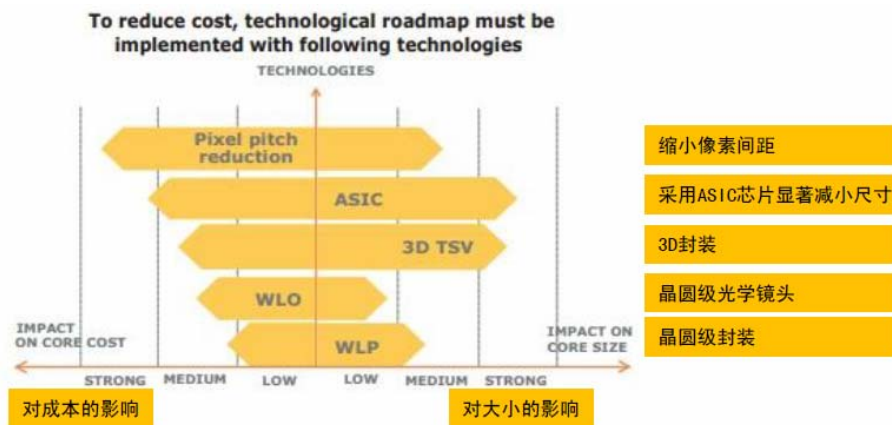 To reduce cost, technological roadmap must be
implemented with following technologies
TECHNOLOGIES
Pixel pitch
reduction
缩小像素间距
ASIC
采用ASIC芯片显著减小尺寸
3D TSV
3D封装
WLO
晶圆级光学镜头
WLP
晶圆级封装
IMPACT
ON CORE COST
IMPACT ON
CORE SIZE
STRONG MEDIUM LOW LOW MEDIUM STRONG
对成本的影响
对大小的影响